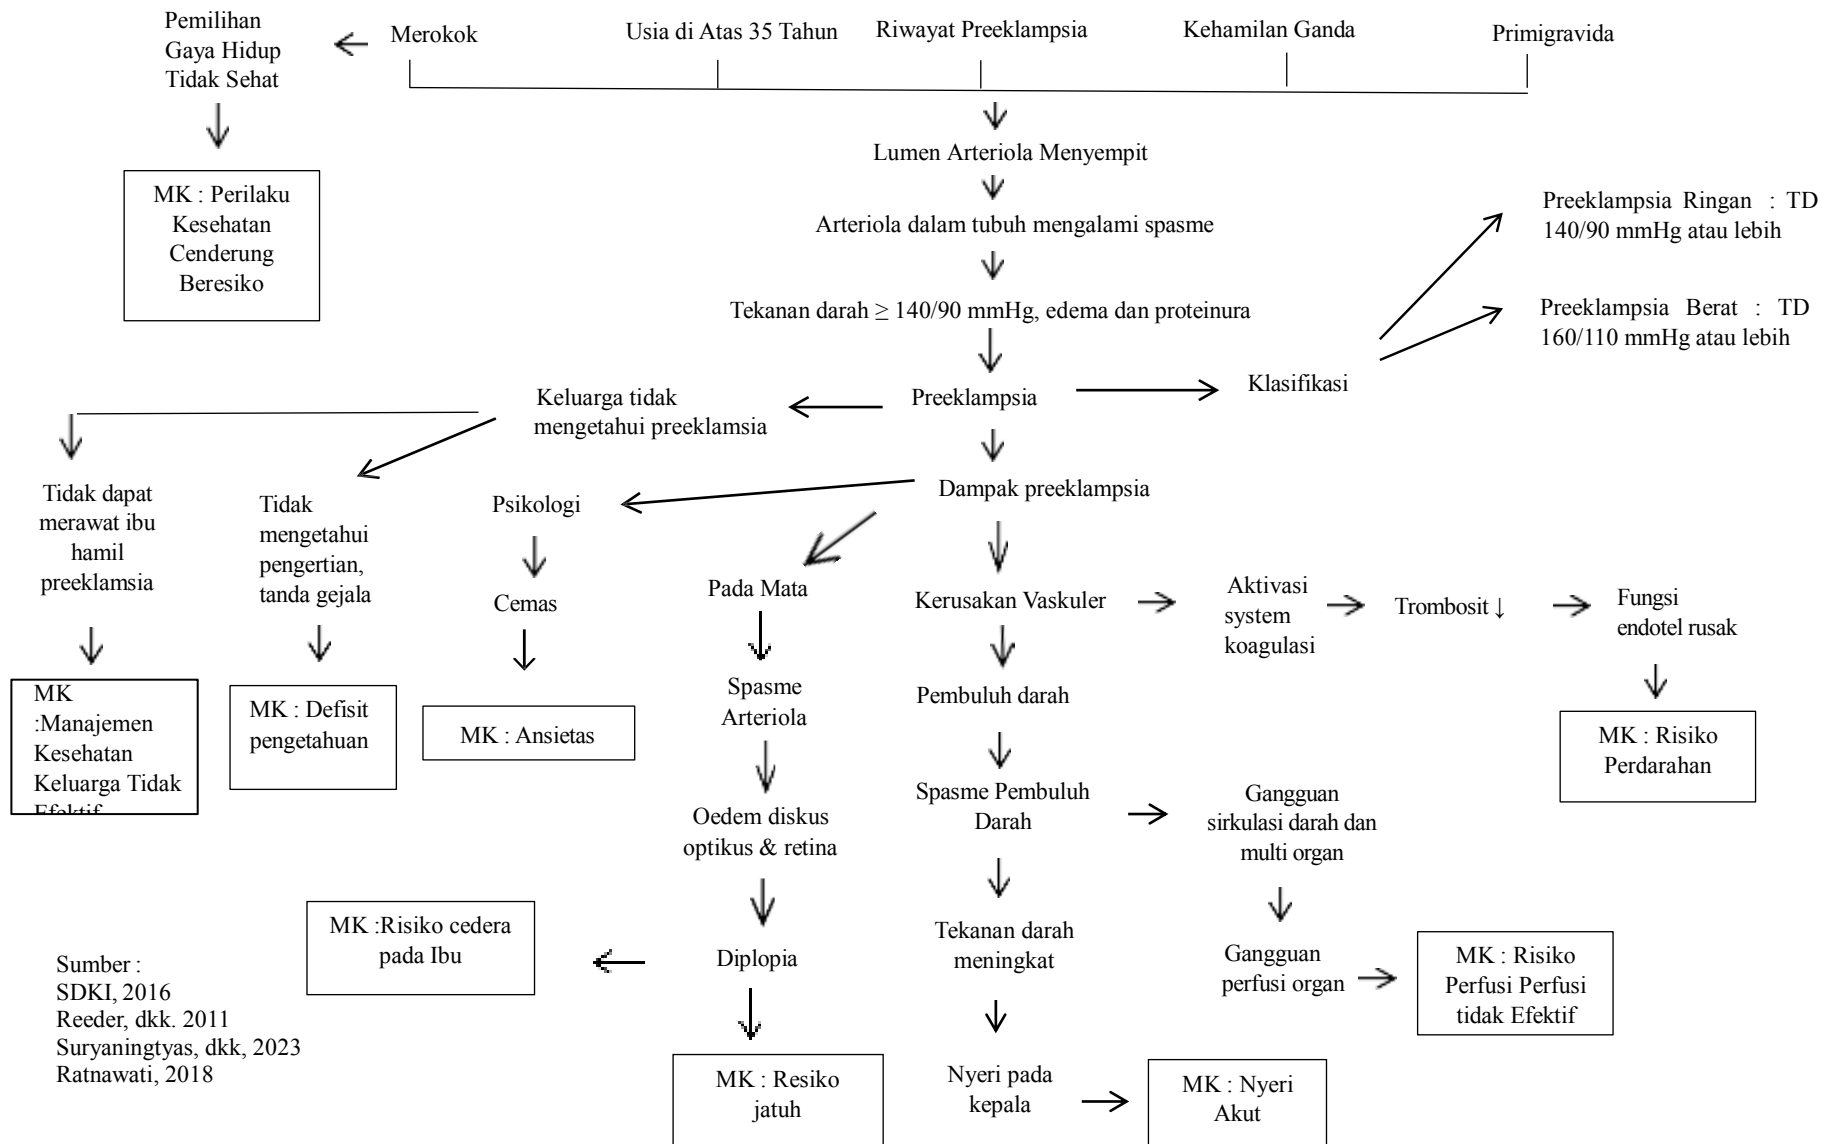 Pemilihan
Gaya Hidup
Tidak Sehat
Merokok
Usia di Atas 35 Tahun
Riwayat Preeklampsia
Kehamilan Ganda
Primigravida
MK : Perilaku
Kesehatan
Cenderung
Beresiko
Lumen Arteriola Menyempit
Arteriola dalam tubuh mengalami spasme
Tekanan darah ≥ 140/90 mmHg, edema dan proteinura
Preeklampsia Ringan : TD
140/90 mmHg atau lebih
Preeklampsia Berat : TD
160/110 mmHg atau lebih
Klasifikasi
Preeklampsia
Keluarga tidak
mengetahui preeklamsia
Dampak preeklampsia
Tidak dapat
merawat ibu
hamil
preeklamsia
Tidak
mengetahui
pengertian,
tanda gejala
Psikologi
Cemas
Pada Mata
Kerusakan Vaskuler
Aktivasi
system
koagulasi
Trombosit ↓
Fungsi
endotel rusak
MK
:Manajemen
Kesehatan
Keluarga Tidak
Efektif
MK : Defisit
pengetahuan
MK : Ansietas
Spasme
Arteriola
Pembuluh darah
MK : Risiko
Perdarahan
Oedem diskus
optikus & retina
Spasme Pembuluh
Darah
Gangguan
sirkulasi darah dan
multi organ
MK :Risiko cedera
pada Ibu
Diplopia
Tekanan darah
meningkat
Gangguan
perfusi organ
MK : Risiko
Perfusi Perfusi
tidak Efektif
Sumber :
SDKI, 2016
Reeder, dkk. 2011
Suryaningtyas, dkk, 2023
Ratnawati, 2018
MK : Resiko
jatuh
Nyeri pada
kepala
MK : Nyeri
Akut